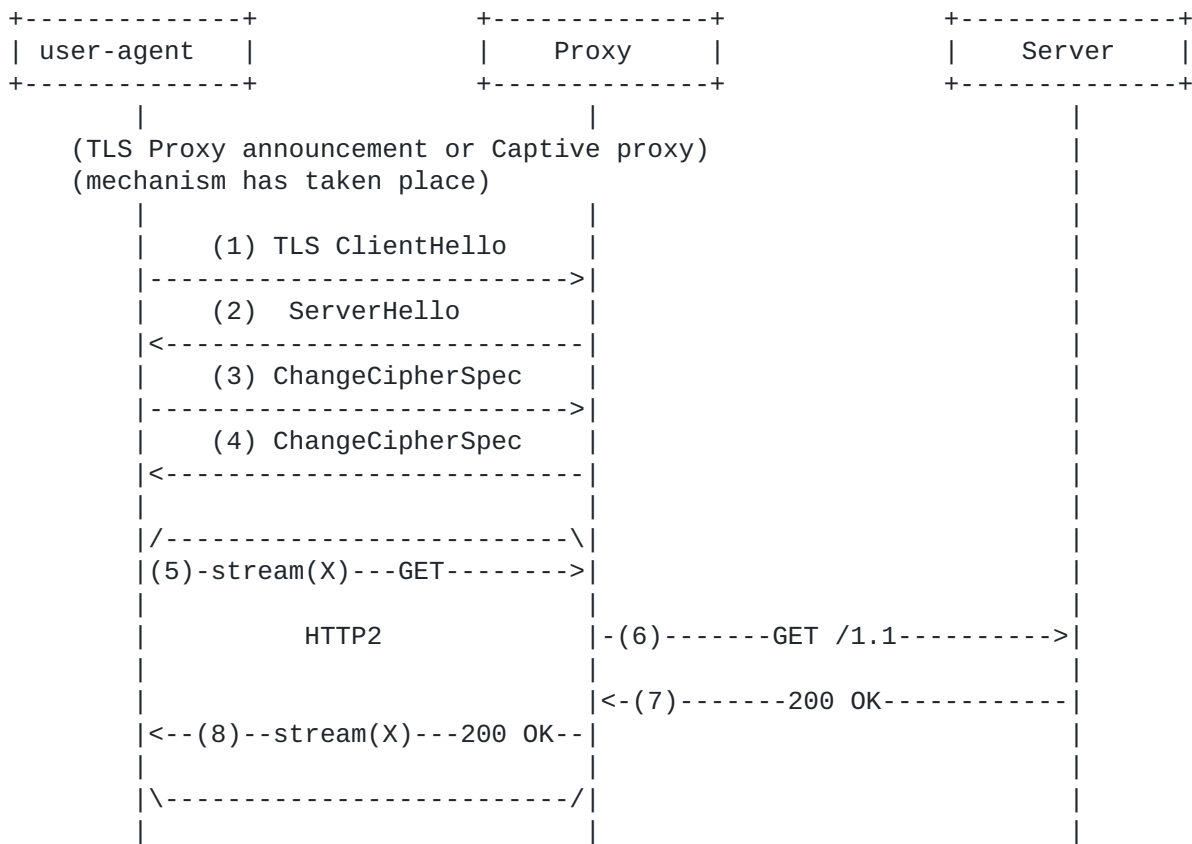 user-agent Proxy Server
(TLS Proxy announcement or Captive proxy)
(mechanism has taken place)
(1) TLS ClientHello
(2) ServerHello
(3) ChangeCipherSpec
(4) ChangeCipherSpec
(5)-stream(X)---GET-------->
HTTP2 -(6)-------GET /1.1---------->
<-(7)-------200 OK------------
<--(8)--stream(X)---200 OK--